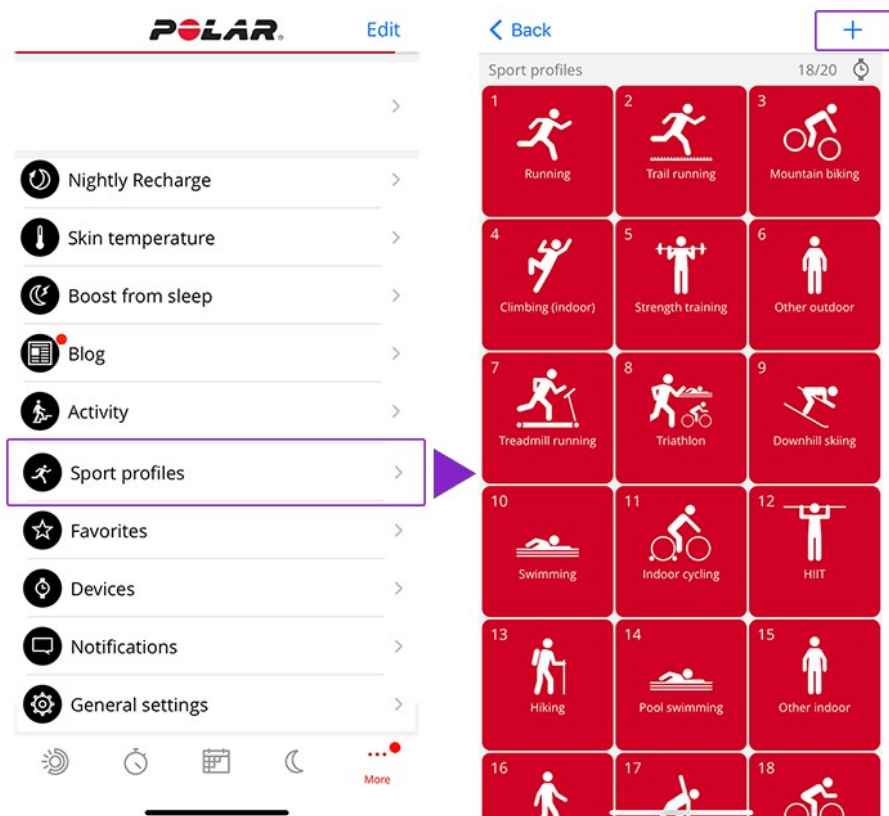 POLAR
Edit
Nightly Recharge
Skin temperature
Boost from sleep
Blog
Activity
Sport profiles
Favorites
Devices
Notifications
General settings
More
Back
+
Sport profiles 18/20
1 2 3
Running Trail running Mountain biking
4 5 6
Climbing (indoor) Strength training Other outdoor
7 8 9
Treadmill running Triathlon Downhill skiing
10 11 12
Swimming Indoor cycling HIIT
13 14 15
Hiking Pool swimming Other indoor
16 17 18